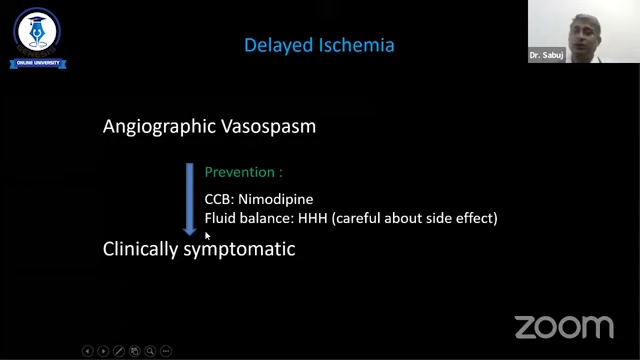 Delayed Ischemia
Dr. Sabuj
ONLINE UNIVERSITY
Angiographic Vasospasm
Prevention :
CCB: Nimodipine
Fluid balance: HHH (careful about side effect)
Clinically symptomatic
zoom